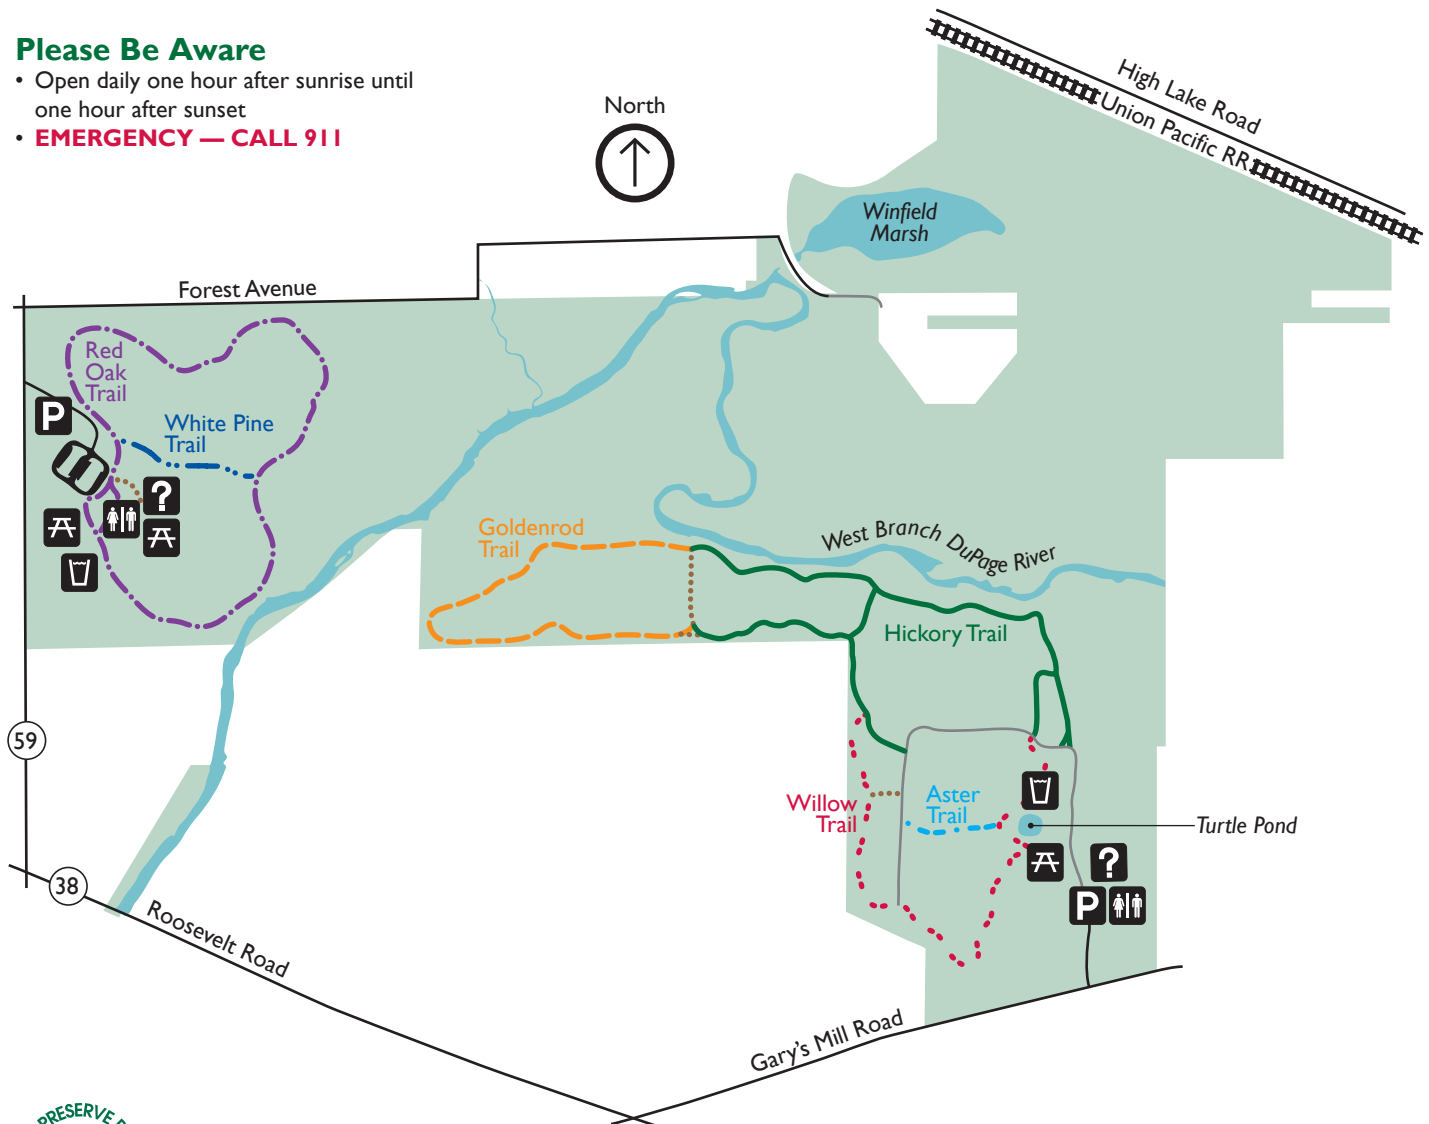 Please Be Aware
• Open daily one hour after sunrise until
one hour after sunset
• EMERGENCY — CALL 911
North
High Lake Road
Union Pacific RR
Winfield
Marsh
Forest Avenue
Red
Oak
Trail
P
White Pine
Trail
?
Goldenrod
Trail
West Branch DuPage River
Hickory Trail
59
Willow
Trail
Aster
Trail
Turtle Pond
?
P
38
Roosevelt Road
Gary's Mill Road
PRESERVE